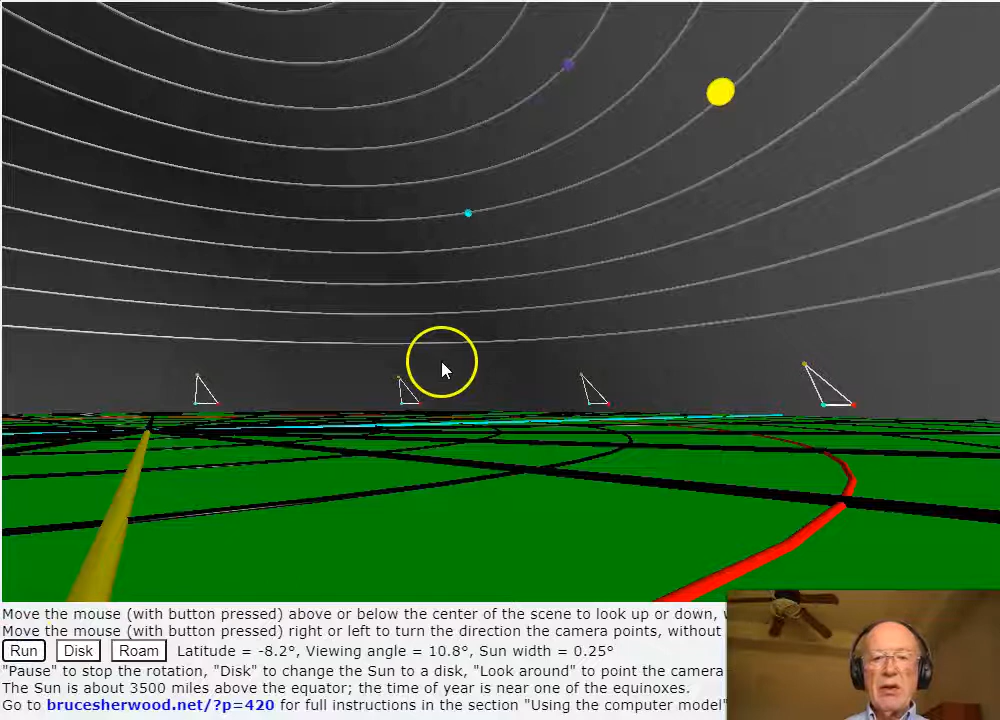 Move the mouse (with button pressed) above or below the center of the scene to look up or down,
Move the mouse (with button pressed) right or left to turn the direction the camera points, without
Run Disk Roam Latitude = -8.2°, Viewing angle = 10.8°, Sun width = 0.25°
"Pause" to stop the rotation, "Disk" to change the Sun to a disk, "Look around" to point the camera
The Sun is about 3500 miles above the equator; the time of year is near one of the equinoxes.
Go to brucesherwood.net/?p=420 for full instructions in the section "Using the computer model"